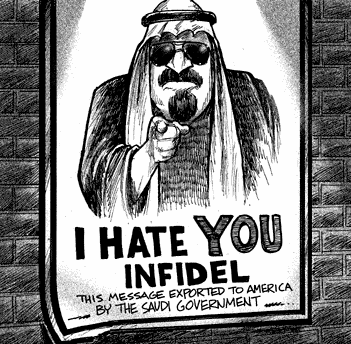 I HATE YOU
INFIDEL
THIS MESSAGE EXPORTED TO AMERICA
BY THE SAUDI GOVERNMENT